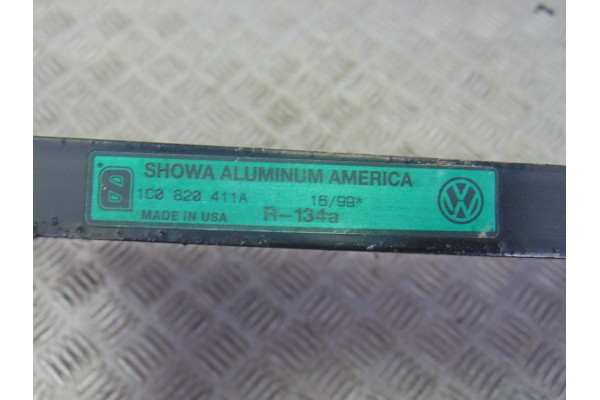 SHOWA ALUMINUM AMERICA
1C0 820 411A 16/99*
MADE IN USA R-134a